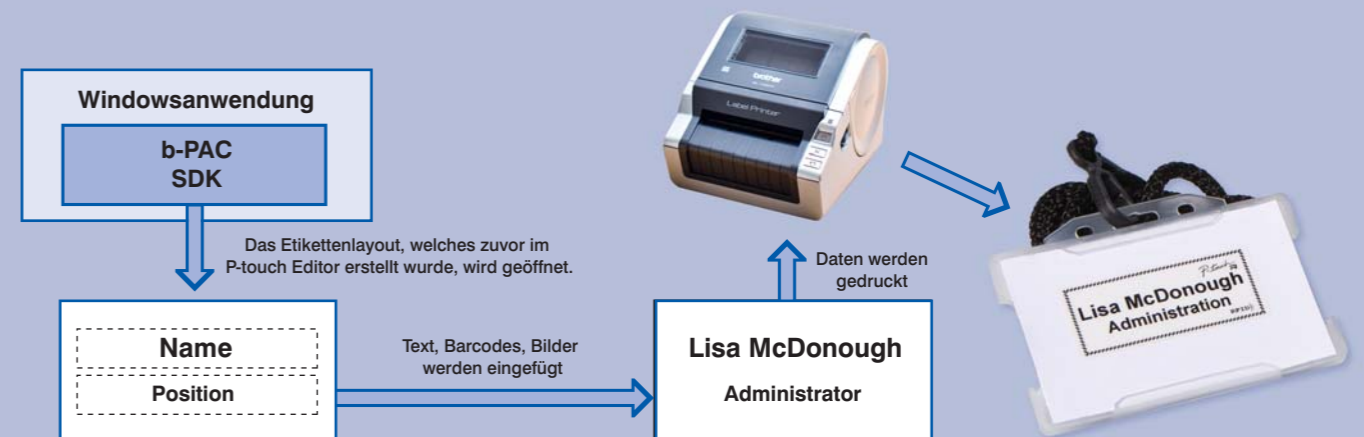 Windowsanwendung
b-PAC
SDK
Das Etikettenlayout, welches zuvor im
P-touch Editor erstellt wurde, wird geöffnet.
Name
Position
Text, Barcodes, Bilder
werden eingefügt
Lisa McDonough
Administrator
Daten werden
gedruckt
brother
Label Printer
Lisa McDonough
Administration